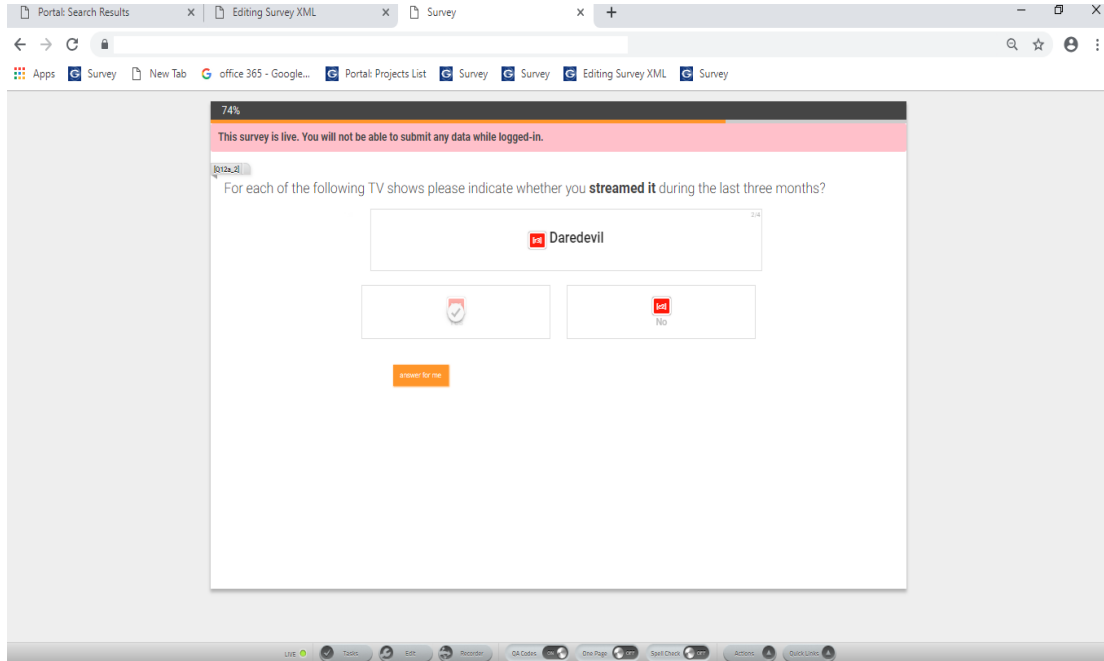 Portal: Search Results
Editing Survey XML
Survey
Apps Survey New Tab office 365 - Google... Portal: Projects List Survey Survey Editing Survey XML Survey
74%
This survey is live. You will not be able to submit any data while logged-in.
[Q12a_2]
For each of the following TV shows please indicate whether you streamed it during the last three months?
2/4
Daredevil
No
answer for me
LIVE Tasks Edit Recorder QA Codes ON One Page OFF Spell Check OFF Actions Quick Links